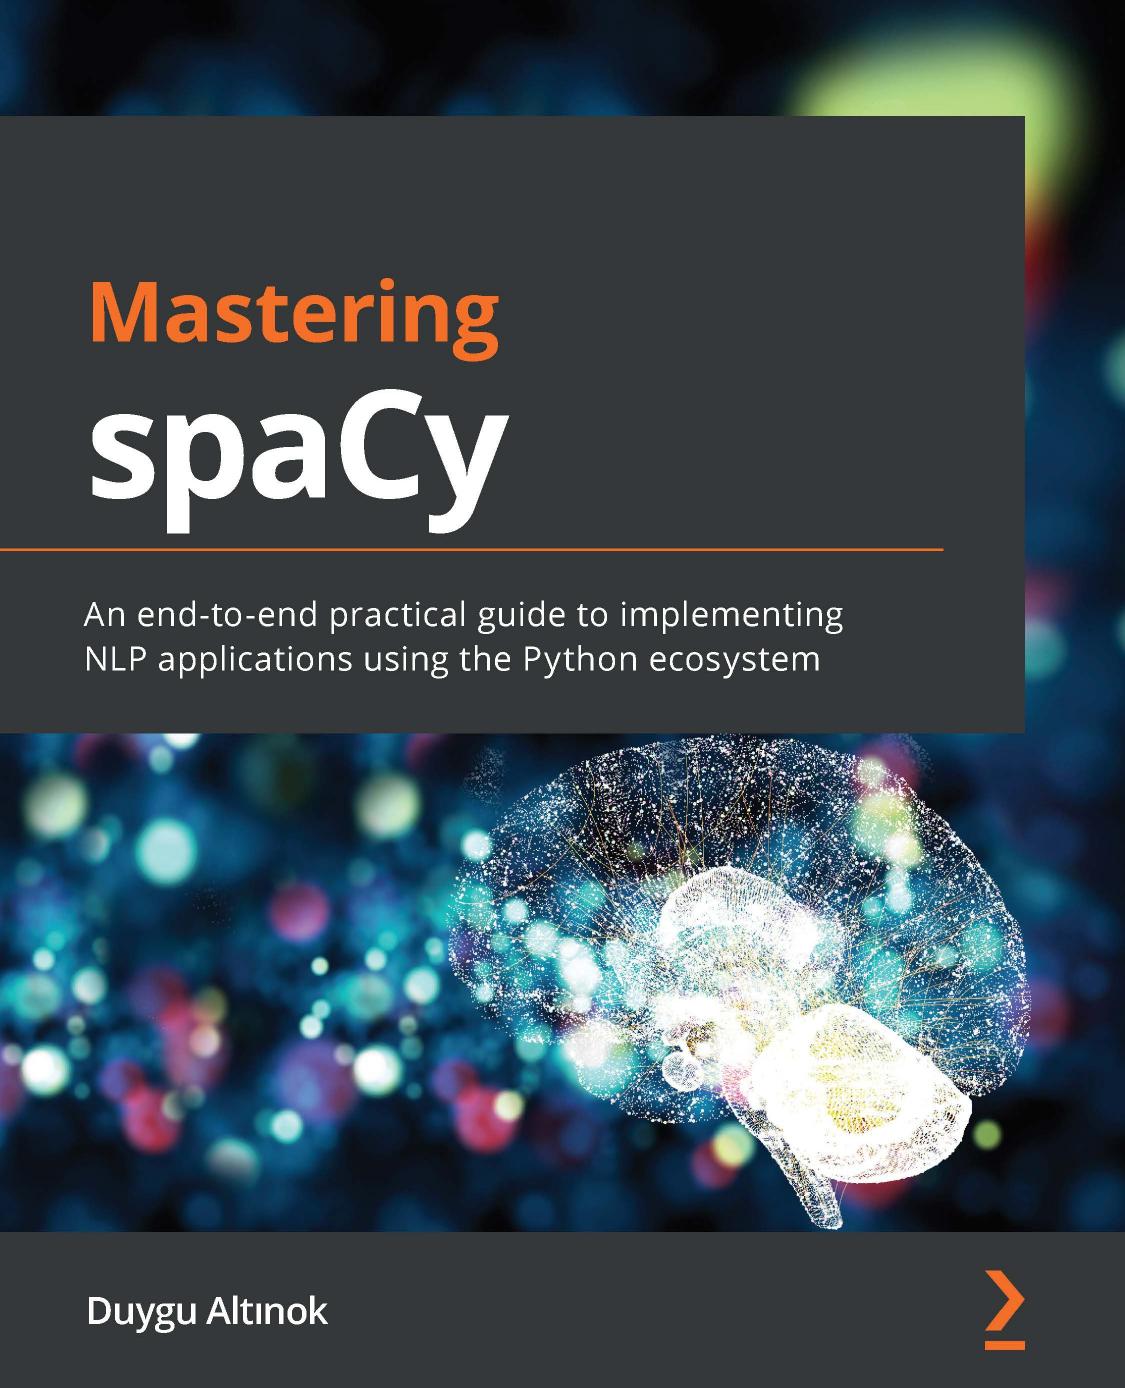 Mastering
spaCy
An end-to-end practical guide to implementing
NLP applications using the Python ecosystem
Duygu Altınok